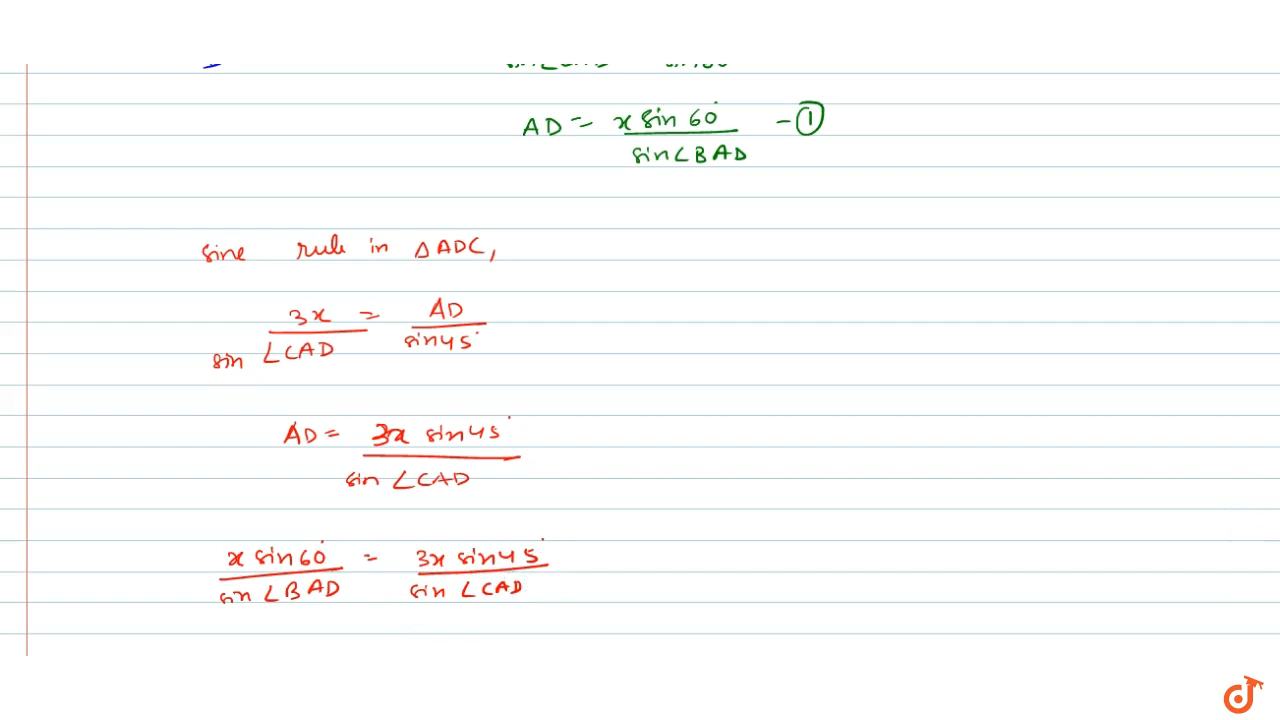 AD = x sin 60° / sin∠BAD - ①
sine rule in △ADC,
3x / sin ∠CAD = AD / sin45°
AD = 3x sin45° / sin ∠CAD
x sin60° / sin ∠BAD = 3x sin45° / sin ∠CAD